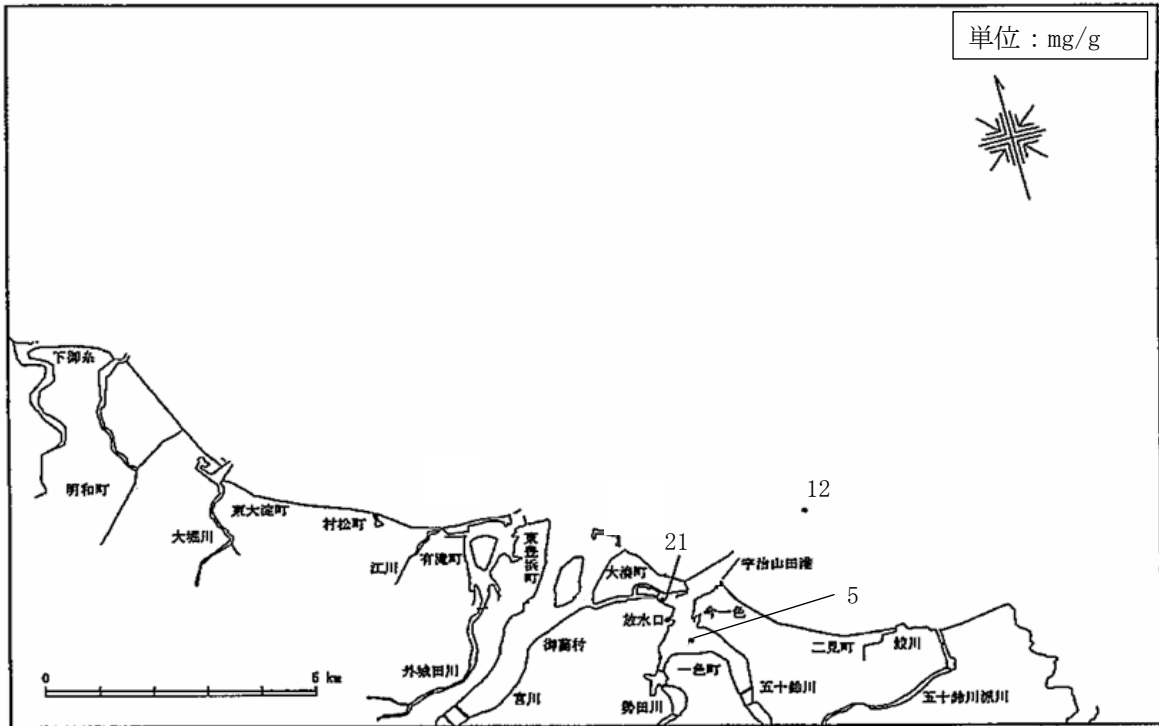 単位：mg/g
下御糸
明和町
大堀川
東大淀町
村松町
江川
有滝町
東豊浜町
外城田川
宮川
御薗村
大湊町
21
12
5
宇治山田港
今一色
放水口
一色町
勢田川
五十鈴川
二見町
鮫川
五十鈴川派川
0
5 km